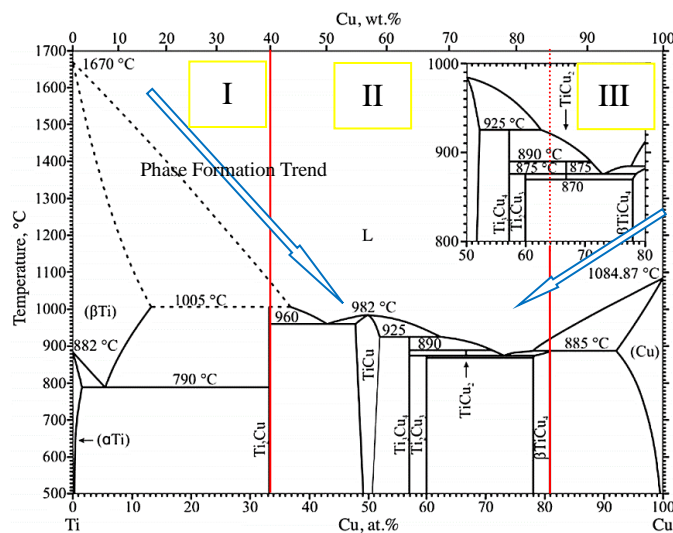 Cu, wt.%
0 10 20 30 40 50 60 70 80 90 100
1700
1600
1500
1400
1300
1200
1100
1000
900
800
700
600
500
Temperature, °C
1670 °C
I
II
III
Phase Formation Trend
L
1000
900
800
50 60 70 80
925 °C
890 °C
875 °C
875
870
TiCu2
Ti3Cu4
Ti2Cu3
βTiCu4
1084.87 °C
1005 °C
982 °C
960
925
(βTi)
882 °C
890
885 °C
(Cu)
790 °C
TiCu
TiCu2
(αTi)
Ti2Cu
Ti3Cu4
Ti2Cu3
βTiCu4
0 10 20 30 40 50 60 70 80 90 100
Ti
Cu, at.%
Cu